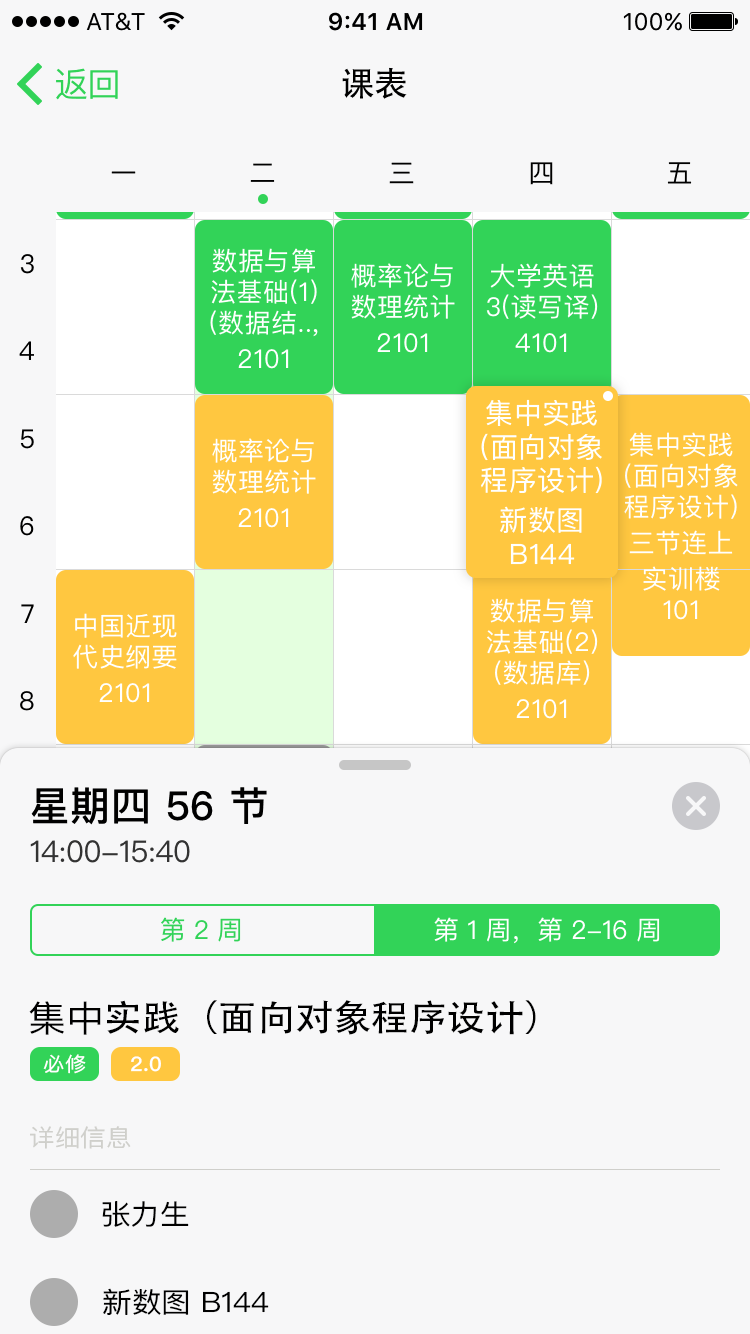 AT&T 9:41 AM 100%
返回 课表
一 二 三 四 五
3
4
5
6
7
8
数据与算
法基础(1)
(数据结..,
2101
概率论与
数理统计
2101
大学英语
3(读写译)
4101
概率论与
数理统计
2101
集中实践
(面向对象
程序设计)
新数图
B144
集中实践
(面向对象
程序设计)
三节连上
实训楼
101
中国近现
代史纲要
2101
数据与算
法基础(2)
(数据库)
2101
星期四 56 节
14:00–15:40
第 2 周
第 1 周，第 2–16 周
集中实践（面向对象程序设计）
必修 2.0
详细信息
张力生
新数图 B144